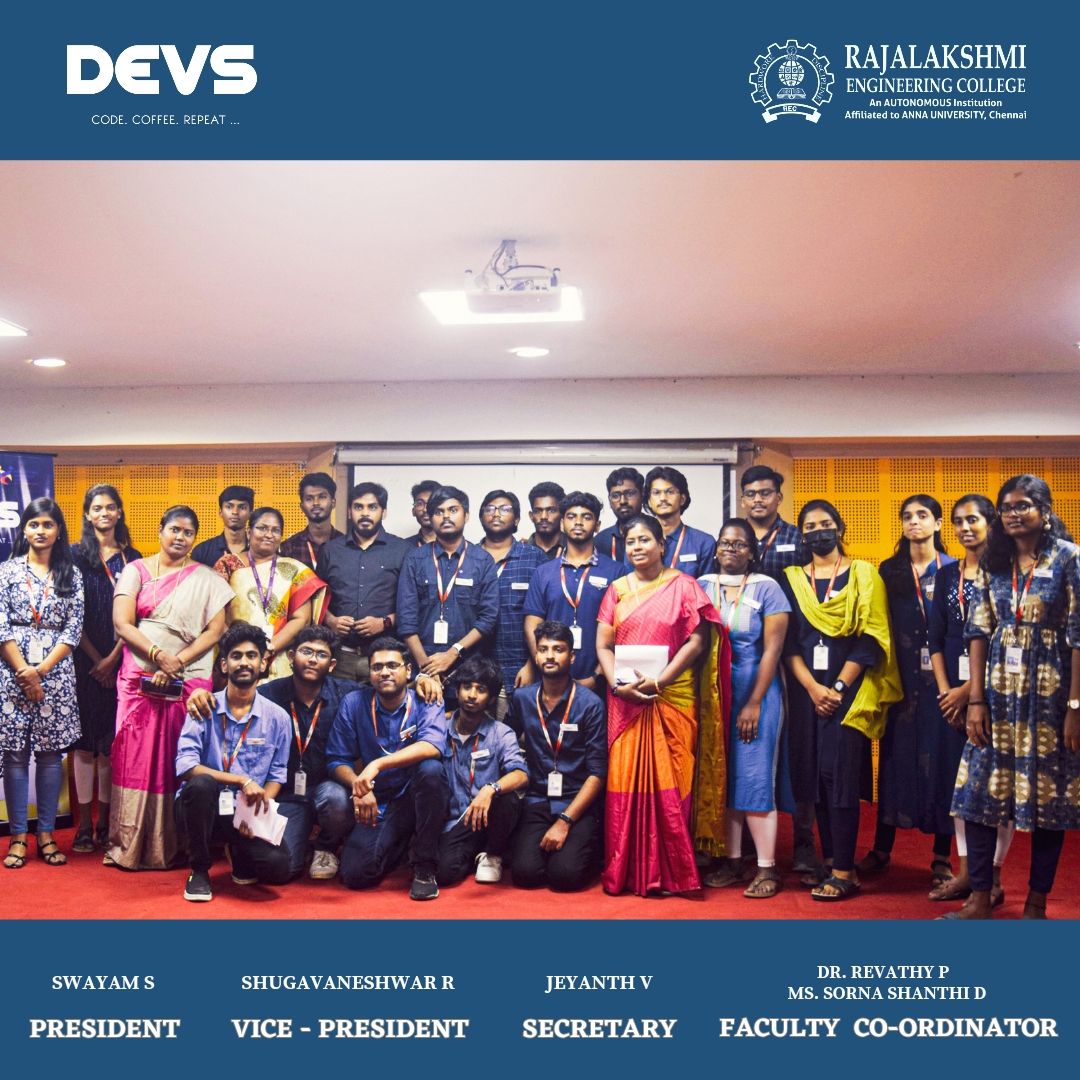 DEVS
CODE. COFFEE. REPEAT ...
RAJALAKSHMI
ENGINEERING COLLEGE
An AUTONOMOUS Institution
Affiliated to ANNA UNIVERSITY, Chennai
REC
SWAYAM S
SHUGAVANESHWAR R
JEYANTH V
DR. REVATHY P
MS. SORNA SHANTHI D
PRESIDENT
VICE - PRESIDENT
SECRETARY
FACULTY CO-ORDINATOR